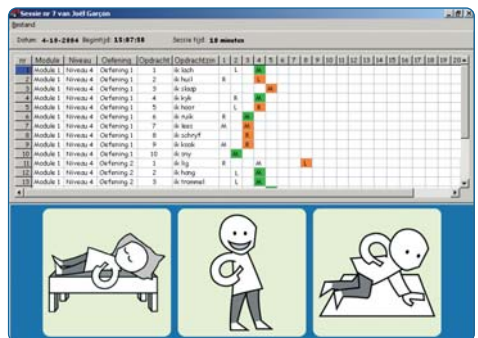 Sessie nr 7 van Joël Garçon
Bestand
Datum: 4-10-2004 Begintijd: 15:07:58 Sessie tijd: 10 minuten
nr Module Niveau Oefening Opdracht Opdrachtzin 1 2 3 4 5 6 7 8 9 10 11 12 13 14 15 16 17 18 19 20
1 Module 1 Niveau 4 Oefening 1 1 ik lach L M
2 Module 1 Niveau 4 Oefening 1 2 ik huil R L
3 Module 1 Niveau 4 Oefening 1 3 ik slaap M
4 Module 1 Niveau 4 Oefening 1 4 ik kijk R M
5 Module 1 Niveau 4 Oefening 1 5 ik hoor L R
6 Module 1 Niveau 4 Oefening 1 6 ik ruik R M
7 Module 1 Niveau 4 Oefening 1 7 ik lees M M
8 Module 1 Niveau 4 Oefening 1 8 ik schrijf R
9 Module 1 Niveau 4 Oefening 1 9 ik kook M R
10 Module 1 Niveau 4 Oefening 1 10 ik snij M
11 Module 1 Niveau 4 Oefening 2 1 ik lig R M L
12 Module 1 Niveau 4 Oefening 2 2 ik hang L M
13 Module 1 Niveau 4 Oefening 2 3 ik trommel L M